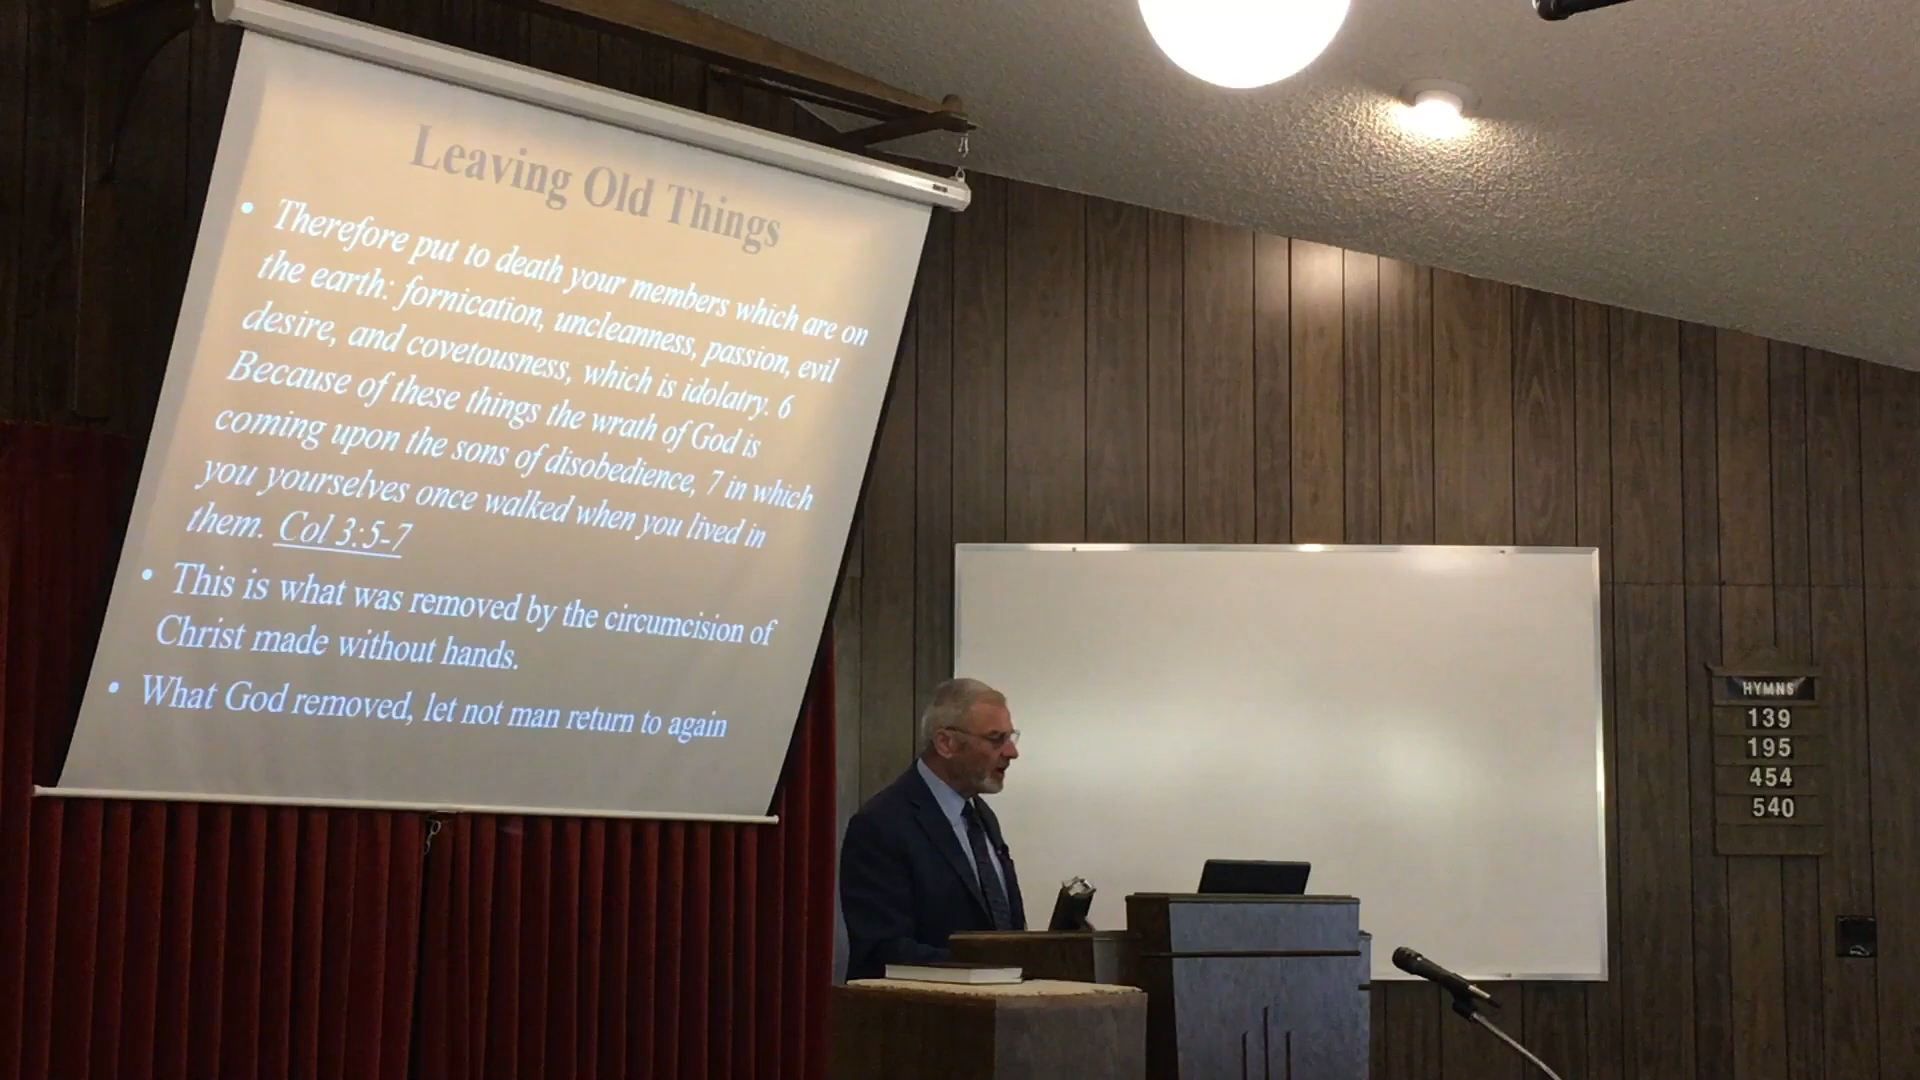 Leaving Old Things
• Therefore put to death your members which are on
the earth: fornication, uncleanness, passion, evil
desire, and covetousness, which is idolatry. 6
Because of these things the wrath of God is
coming upon the sons of disobedience, 7 in which
you yourselves once walked when you lived in
them. Col 3:5-7
• This is what was removed by the circumcision of
Christ made without hands.
• What God removed, let not man return to again
HYMNS
139
195
454
540